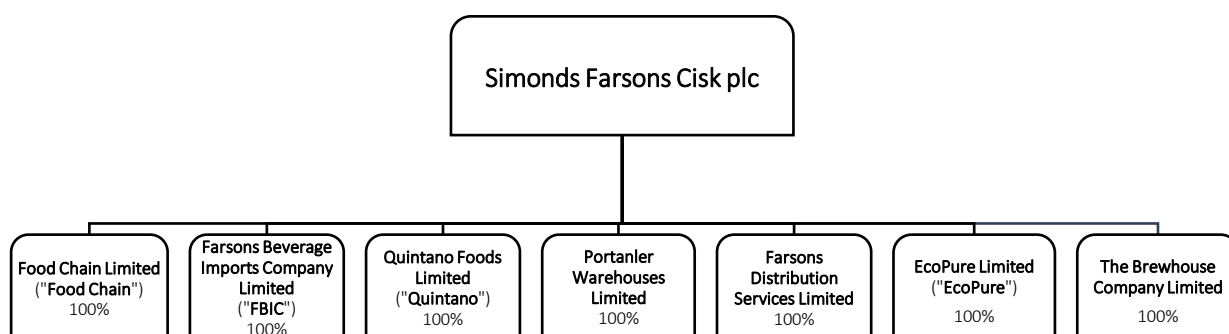 Simonds Farsons Cisk plc
Food Chain Limited
("Food Chain")
100%
Farsons Beverage
Imports Company
Limited
("FBIC")
100%
Quintano Foods
Limited
("Quintano")
100%
Portanler
Warehouses
Limited
100%
Farsons
Distribution
Services Limited
100%
EcoPure Limited
("EcoPure")
100%
The Brewhouse
Company Limited
100%